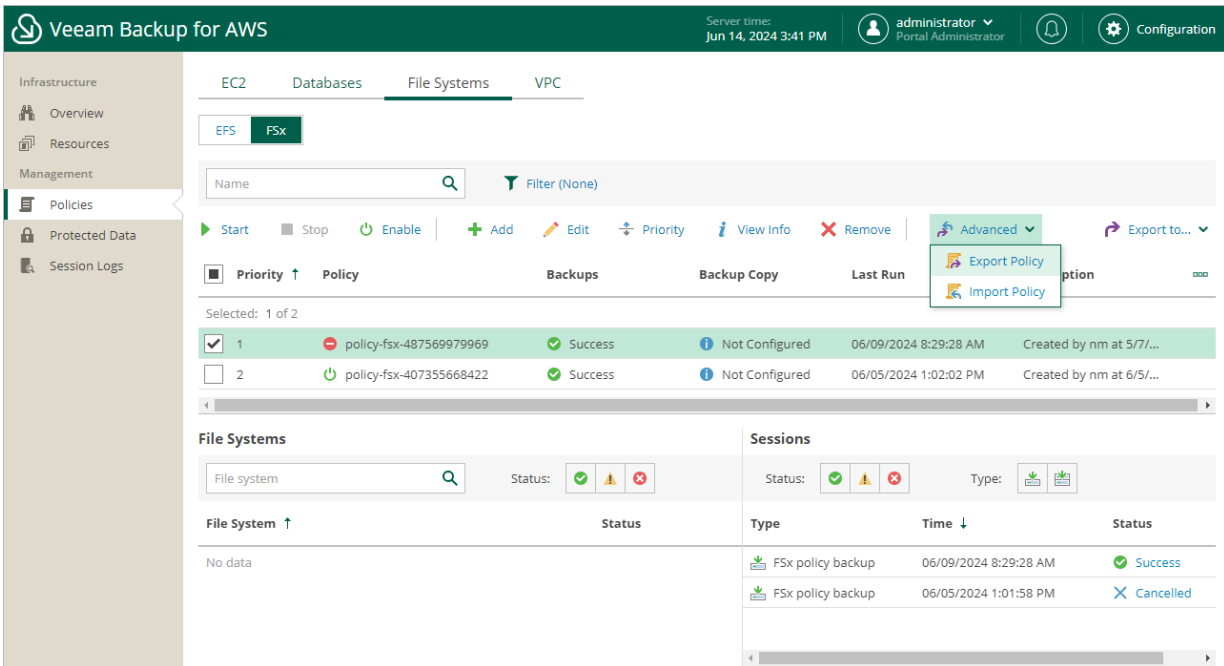 Veeam Backup for AWS
Server time:
Jun 14, 2024 3:41 PM
administrator
Portal Administrator
Configuration
Infrastructure
Overview
Resources
Management
Policies
Protected Data
Session Logs
EC2 Databases File Systems VPC
EFS FSx
Name Filter (None)
Start Stop Enable Add Edit Priority View Info Remove Advanced Export to...
Export Policy
Import Policy
Priority Policy Backups Backup Copy Last Run ption
Selected: 1 of 2
1 policy-fsx-487569979969 Success Not Configured 06/09/2024 8:29:28 AM Created by nm at 5/7/...
2 policy-fsx-407355668422 Success Not Configured 06/05/2024 1:02:02 PM Created by nm at 6/5/...
File Systems
File system Status:
File System Status
No data
Sessions
Status: Type:
Type Time Status
FSx policy backup 06/09/2024 8:29:28 AM Success
FSx policy backup 06/05/2024 1:01:58 PM Cancelled